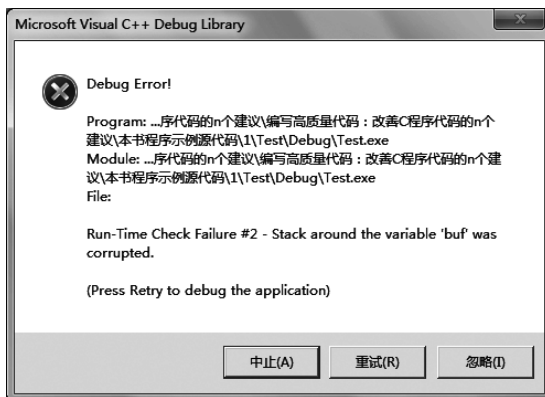 Microsoft Visual C++ Debug Library
Debug Error!
Program: ...序代码的n个建议\编写高质量代码：改善C程序代码的n个
建议\本书程序示例源代码\1\Test\Debug\Test.exe
Module: ...序代码的n个建议\编写高质量代码：改善C程序代码的n个建
议\本书程序示例源代码\1\Test\Debug\Test.exe
File:
Run-Time Check Failure #2 - Stack around the variable 'buf' was
corrupted.
(Press Retry to debug the application)
中止(A)
重试(R)
忽略(I)